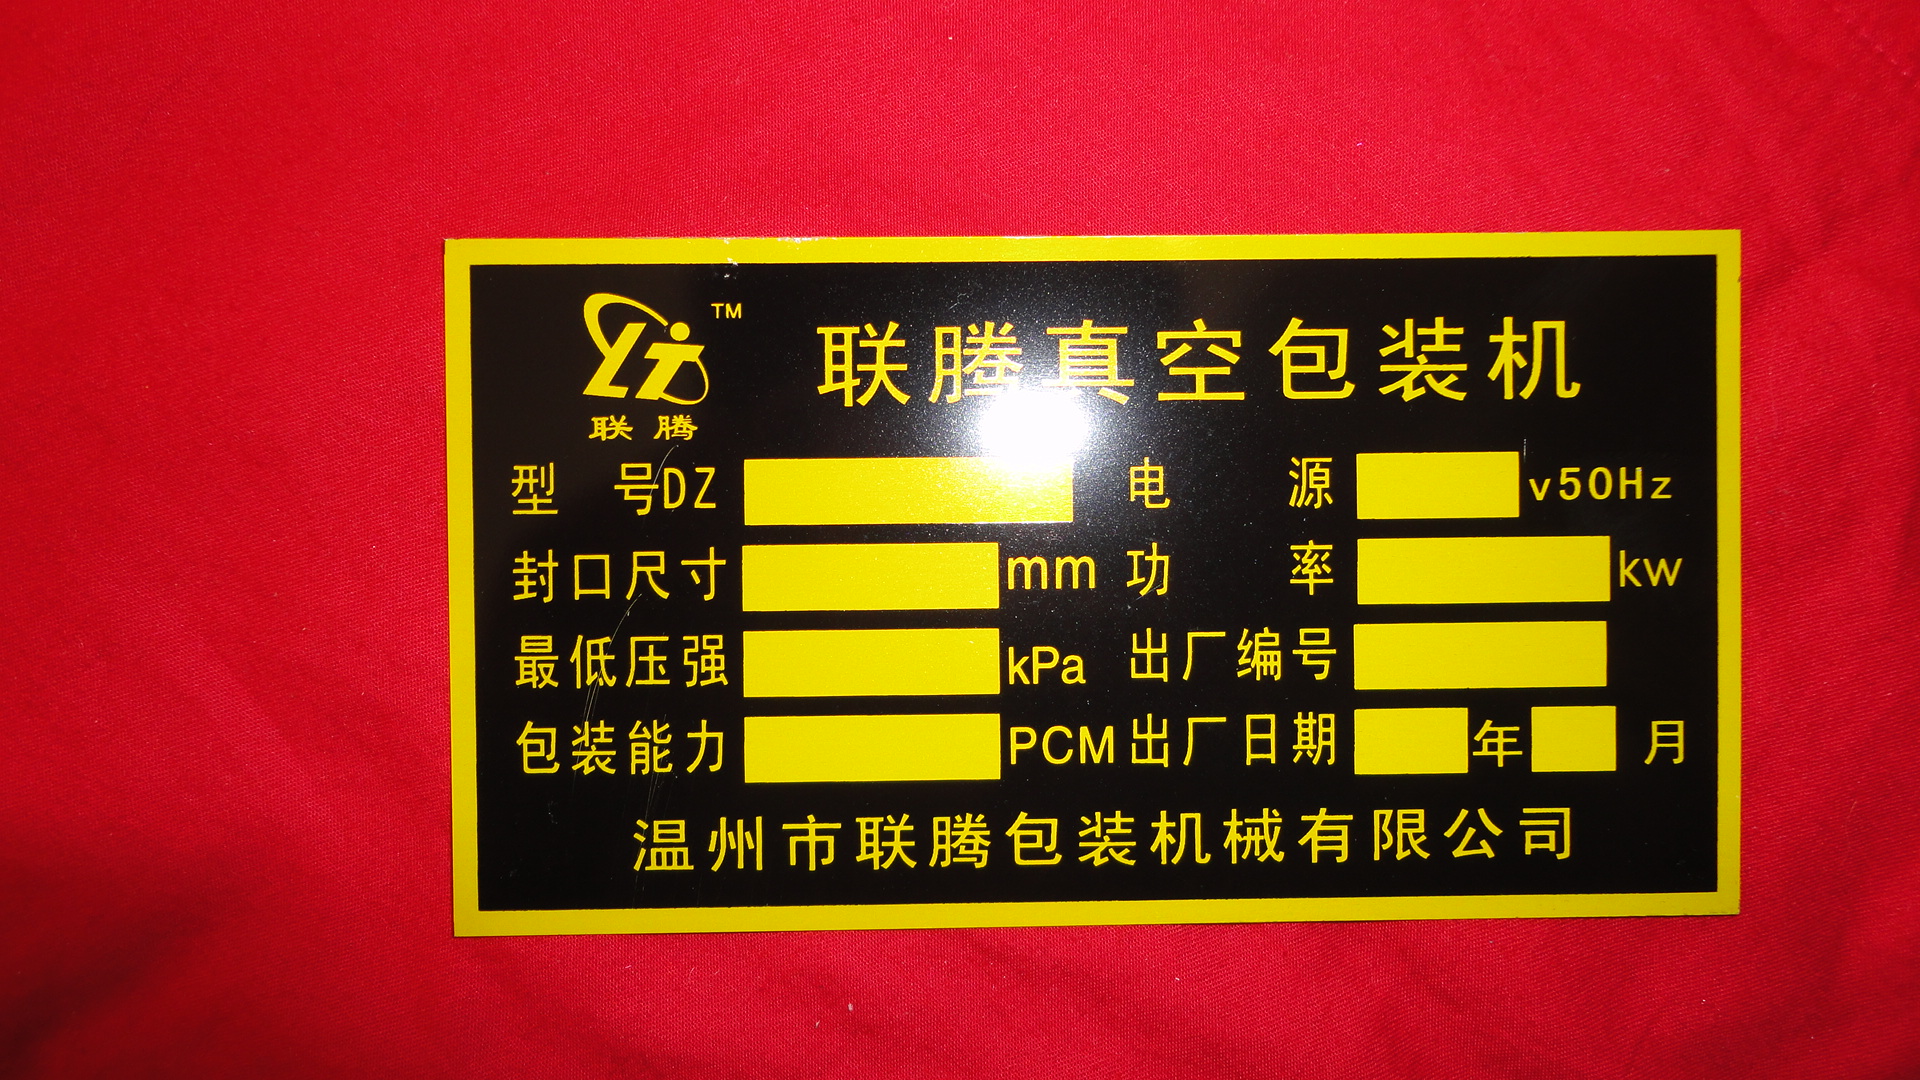 TM
联腾
联腾真空包装机
型 号DZ 电 源 v50Hz
封口尺寸 mm 功 率 kw
最低压强 kPa 出厂编号
包装能力 PCM 出厂日期 年 月
温州市联腾包装机械有限公司